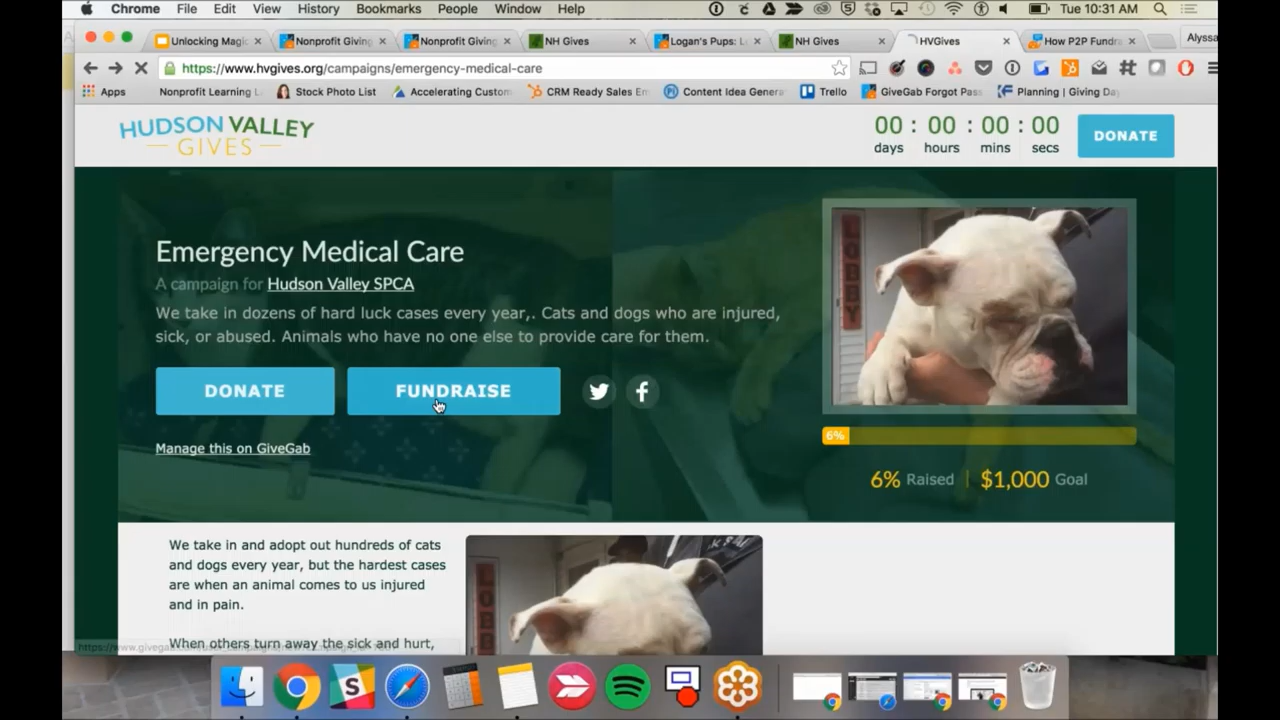 Chrome File Edit View History Bookmarks People Window Help Tue 10:31 AM
Unlocking Magic Nonprofit Giving Nonprofit Giving NH Gives Logan's Pups: L NH Gives HVGives How P2P Fundra Alyssa
https://www.hvgives.org/campaigns/emergency-medical-care
Apps Nonprofit Learning L Stock Photo List Accelerating Custom CRM Ready Sales En Content Idea Genera Trello GiveGab Forgot Pas Planning | Giving Day
HUDSON VALLEY
GIVES
00 : 00 : 00 : 00
days hours mins secs
DONATE
Emergency Medical Care
A campaign for Hudson Valley SPCA
We take in dozens of hard luck cases every year,. Cats and dogs who are injured,
sick, or abused. Animals who have no one else to provide care for them.
DONATE FUNDRAISE
Manage this on GiveGab
LOBBY
6%
6% Raised | $1,000 Goal
We take in and adopt out hundreds of cats
and dogs every year, but the hardest cases
are when an animal comes to us injured
and in pain.
When others turn away the sick and hurt,